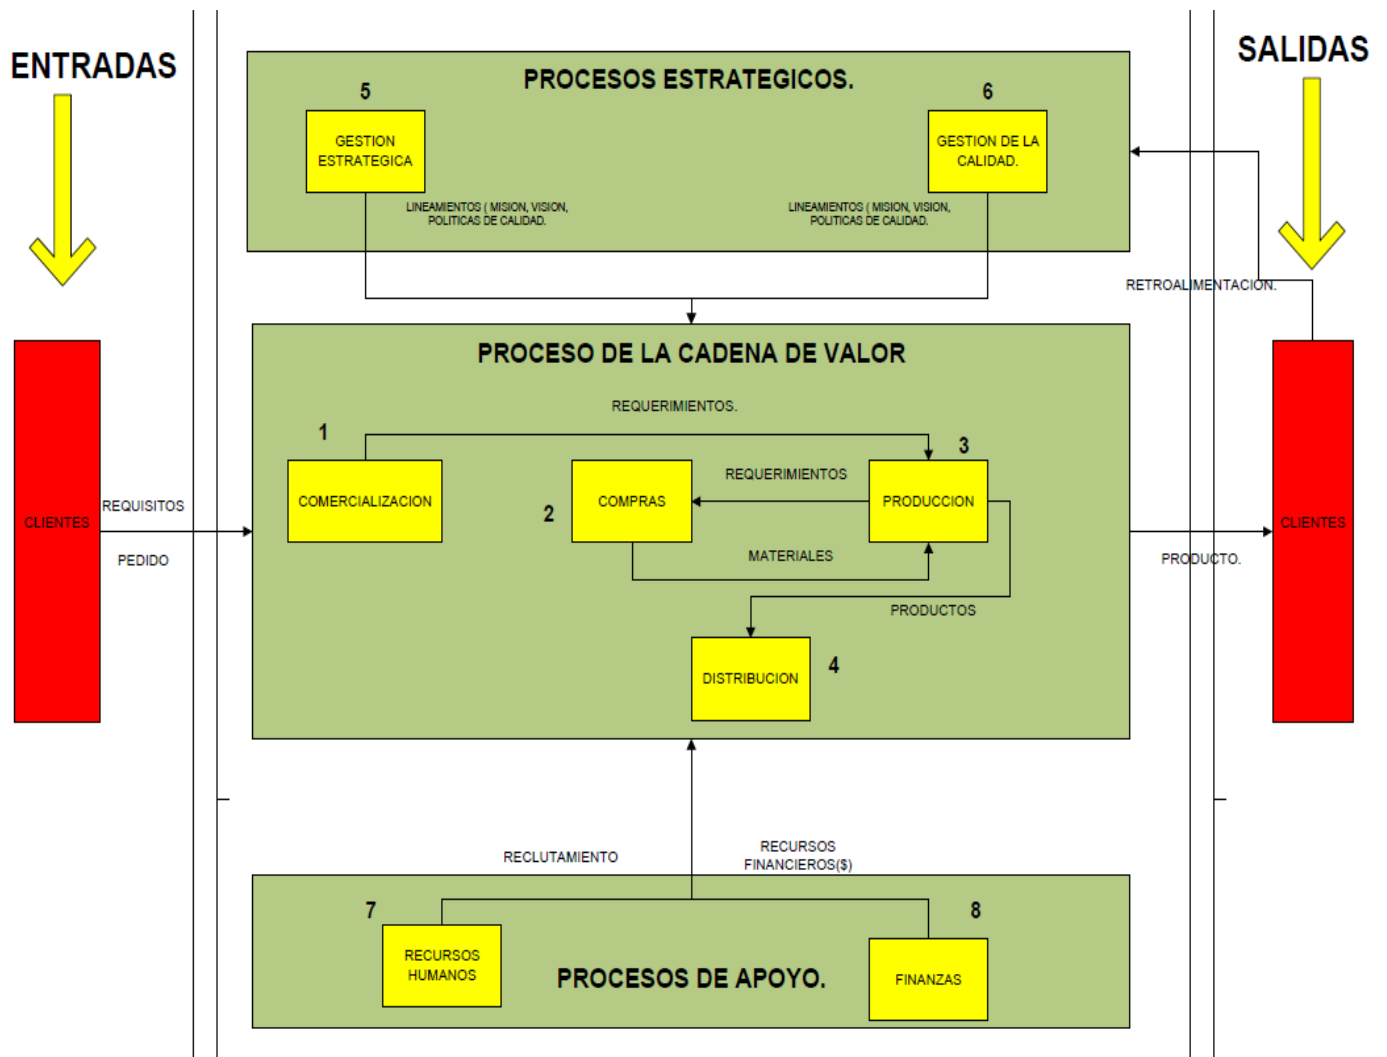 ENTRADAS
SALIDAS
PROCESOS ESTRATEGICOS.
5
6
GESTION
ESTRATEGICA
GESTION DE LA
CALIDAD.
LINEAMIENTOS ( MISION, VISION,
POLITICAS DE CALIDAD.
LINEAMIENTOS ( MISION, VISION,
POLITICAS DE CALIDAD.
RETROALIMENTACION.
PROCESO DE LA CADENA DE VALOR
REQUERIMIENTOS.
1
3
COMERCIALIZACION
2
COMPRAS
REQUERIMIENTOS
PRODUCCION
MATERIALES
PRODUCTOS
DISTRIBUCION
4
CLIENTES
REQUISITOS
PEDIDO
PRODUCTO.
CLIENTES
RECLUTAMIENTO
RECURSOS
FINANCIEROS($)
7
8
RECURSOS
HUMANOS
PROCESOS DE APOYO.
FINANZAS